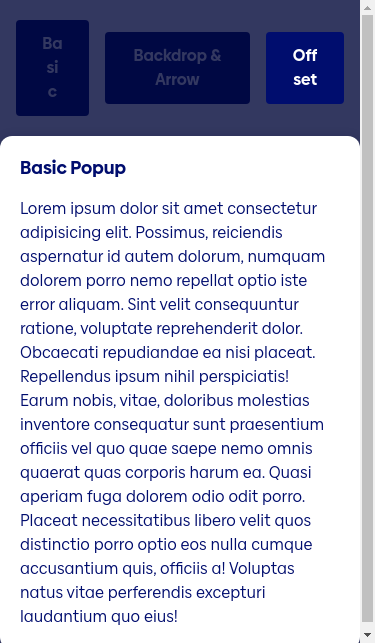 Ba
si
c
Backdrop &
Arrow
Off
set
Basic Popup
Lorem ipsum dolor sit amet consectetur
adipisicing elit. Possimus, reiciendis
aspernatur id autem dolorum, numquam
dolorem porro nemo repellat optio iste
error aliquam. Sint velit consequuntur
ratione, voluptate reprehenderit dolor.
Obcaecati repudiandae ea nisi placeat.
Repellendus ipsum nihil perspiciatis!
Earum nobis, vitae, doloribus molestias
inventore consequatur sunt praesentium
officiis vel quo quae saepe nemo omnis
quaerat quas corporis harum ea. Quasi
aperiam fuga dolorem odio odit porro.
Placeat necessitatibus libero velit quos
distinctio porro optio eos nulla cumque
accusantium quis, officiis a! Voluptas
natus vitae perferendis excepturi
laudantium quo eius!